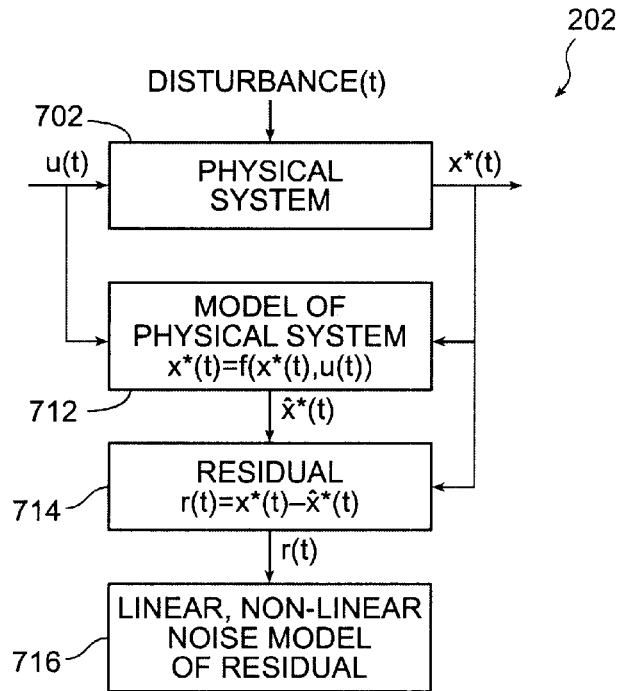 202
DISTURBANCE(t)
702
u(t)
x*(t)
PHYSICAL
SYSTEM
MODEL OF
PHYSICAL SYSTEM
x*(t)=f(x*(t),u(t))
712
x̂*(t)
RESIDUAL
r(t)=x*(t)–x̂*(t)
714
r(t)
LINEAR, NON-LINEAR
NOISE MODEL
OF RESIDUAL
716